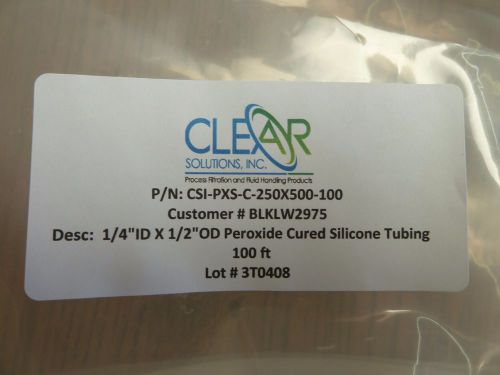 CLEAR
SOLUTIONS, INC.
Process Filtration and Fluid Handling Products
P/N: CSI-PXS-C-250X500-100
Customer # BLKLW2975
Desc: 1/4"ID X 1/2"OD Peroxide Cured Silicone Tubing
100 ft
Lot # 3T0408